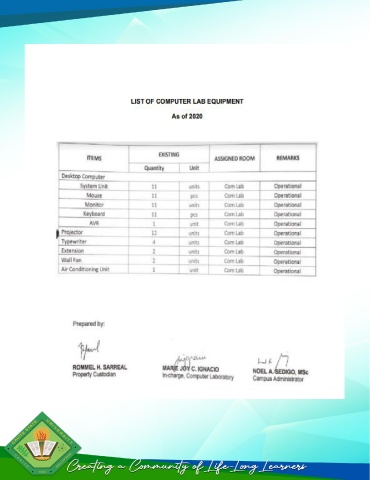 LIST OF COMPUTER LAB EQUIPMENT
As of 2020
ITEMS EXISTING ASSIGNED ROOM REMARKS
Quantity Unit
Desktop Computer
System Unit 11 units Com Lab Operational
Mouse 11 pcs Com Lab Operational
Monitor 11 units Com Lab Operational
Keyboard 11 pcs Com Lab Operational
AVR 1 unit Com Lab Operational
Projector 12 units Com Lab Operational
Typewriter 4 units Com Lab Operational
Extension units Com Lab Operational
Wall Fan 2 units Com Lab Operational
Air Conditioning Unit 1 unit Com Lab Operational
Prepared by:
ROMMEL H. SARREAL MARIE JOY C. IGNACIO NOEL A. SEDIGO, MSc
Property Custodian In-charge, Computer Laboratory Campus Administrator
Creating a Community of Life-Long Learners